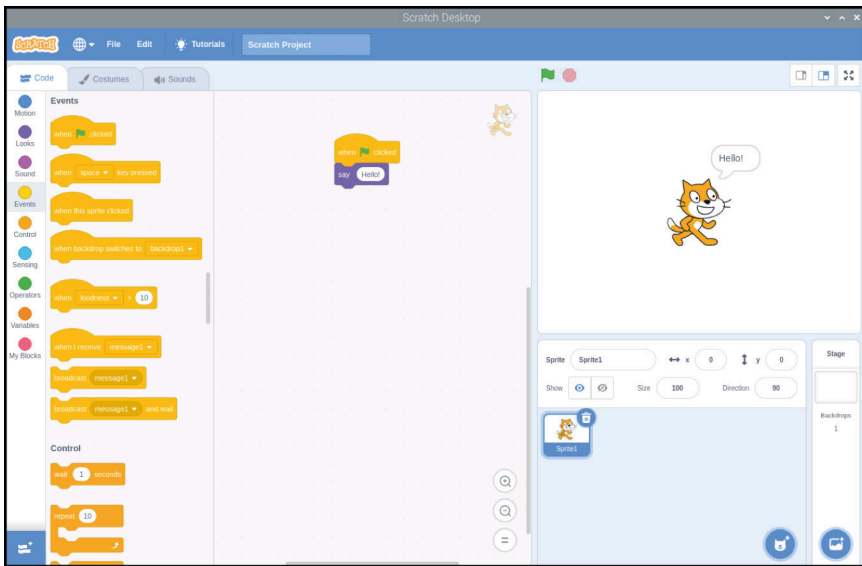 Scratch Desktop
SCRATCH
File Edit Tutorials Scratch Project
Code Costumes Sounds
Motion
Looks
Sound
Events
Control
Sensing
Operators
Variables
My Blocks
Events
when clicked
when space key pressed
when this sprite clicked
when backdrop switches to backdrop1
when loudness > 10
when I receive message1
broadcast message1
broadcast message1 and wait
Control
wait 1 seconds
repeat 10
when clicked
say Hello!
Hello!
Sprite Sprite1 x 0 y 0
Show Size 100 Direction 90
Sprite1
Stage
Backdrops
1